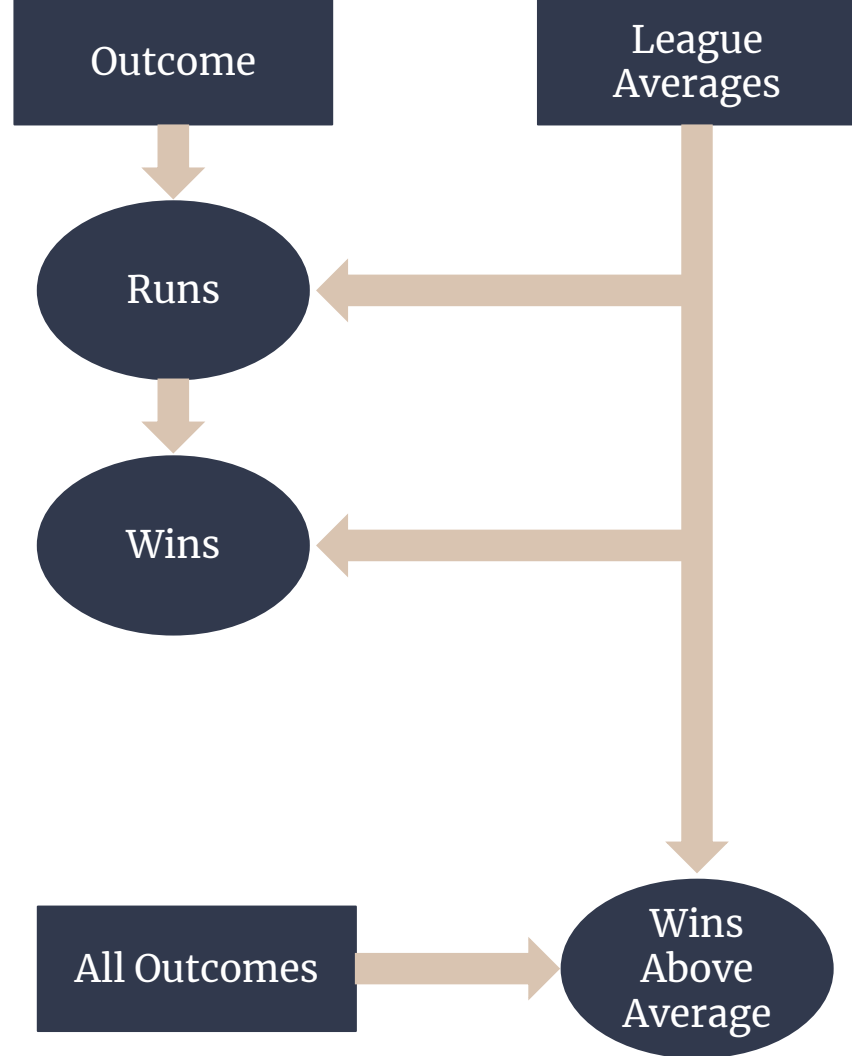 Outcome
League
Averages
Runs
Wins
All Outcomes
Wins
Above
Average